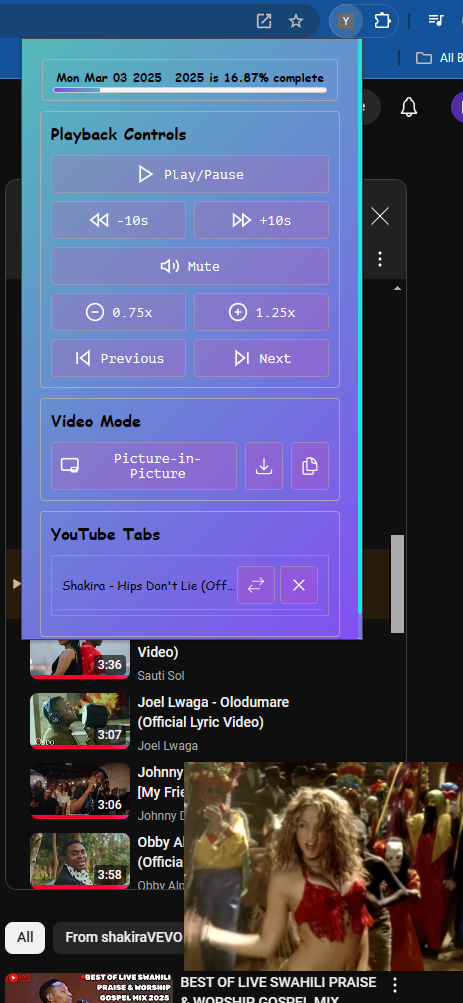 Y
All B
Mon Mar 03 2025 2025 is 16.87% complete
Playback Controls
Play/Pause
-10s
+10s
Mute
0.75x
1.25x
Previous
Next
Video Mode
Picture-in-
Picture
YouTube Tabs
Shakira - Hips Don't Lie (Off...
Video)
3:36
Sauti Sol
Joel Lwaga - Olodumare
(Official Lyric Video)
3:07
Joel Lwaga
Johnny
[My Frie
3:06
Johnny D
Obby Al
(Officia
3:58
Obby Alp
All
From shakiraVEVO
LIVE
BEST OF LIVE SWAHILI
PRAISE & WORSHIP
GOSPEL MIX 2025
BEST OF LIVE SWAHILI PRAISE
& WORSHIP GOSPEL MIX